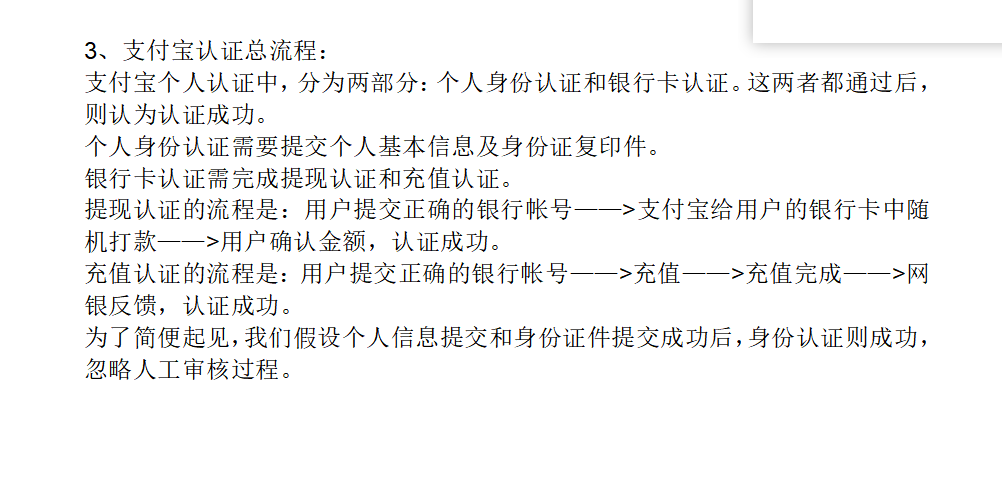 3、支付宝认证总流程：
支付宝个人认证中，分为两部分：个人身份认证和银行卡认证。这两者都通过后，
则认为认证成功。
个人身份认证需要提交个人基本信息及身份证复印件。
银行卡认证需完成提现认证和充值认证。
提现认证的流程是：用户提交正确的银行帐号——>支付宝给用户的银行卡中随
机打款——>用户确认金额，认证成功。
充值认证的流程是：用户提交正确的银行帐号——>充值——>充值完成——>网
银反馈，认证成功。
为了简便起见，我们假设个人信息提交和身份证件提交成功后，身份认证则成功，
忽略人工审核过程。